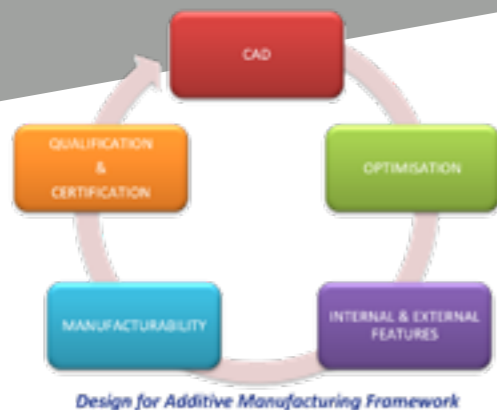 CAD
OPTIMISATION
INTERNAL & EXTERNAL
FEATURES
MANUFACTURABILITY
QUALIFICATION
&
CERTIFICATION
Design for Additive Manufacturing Framework